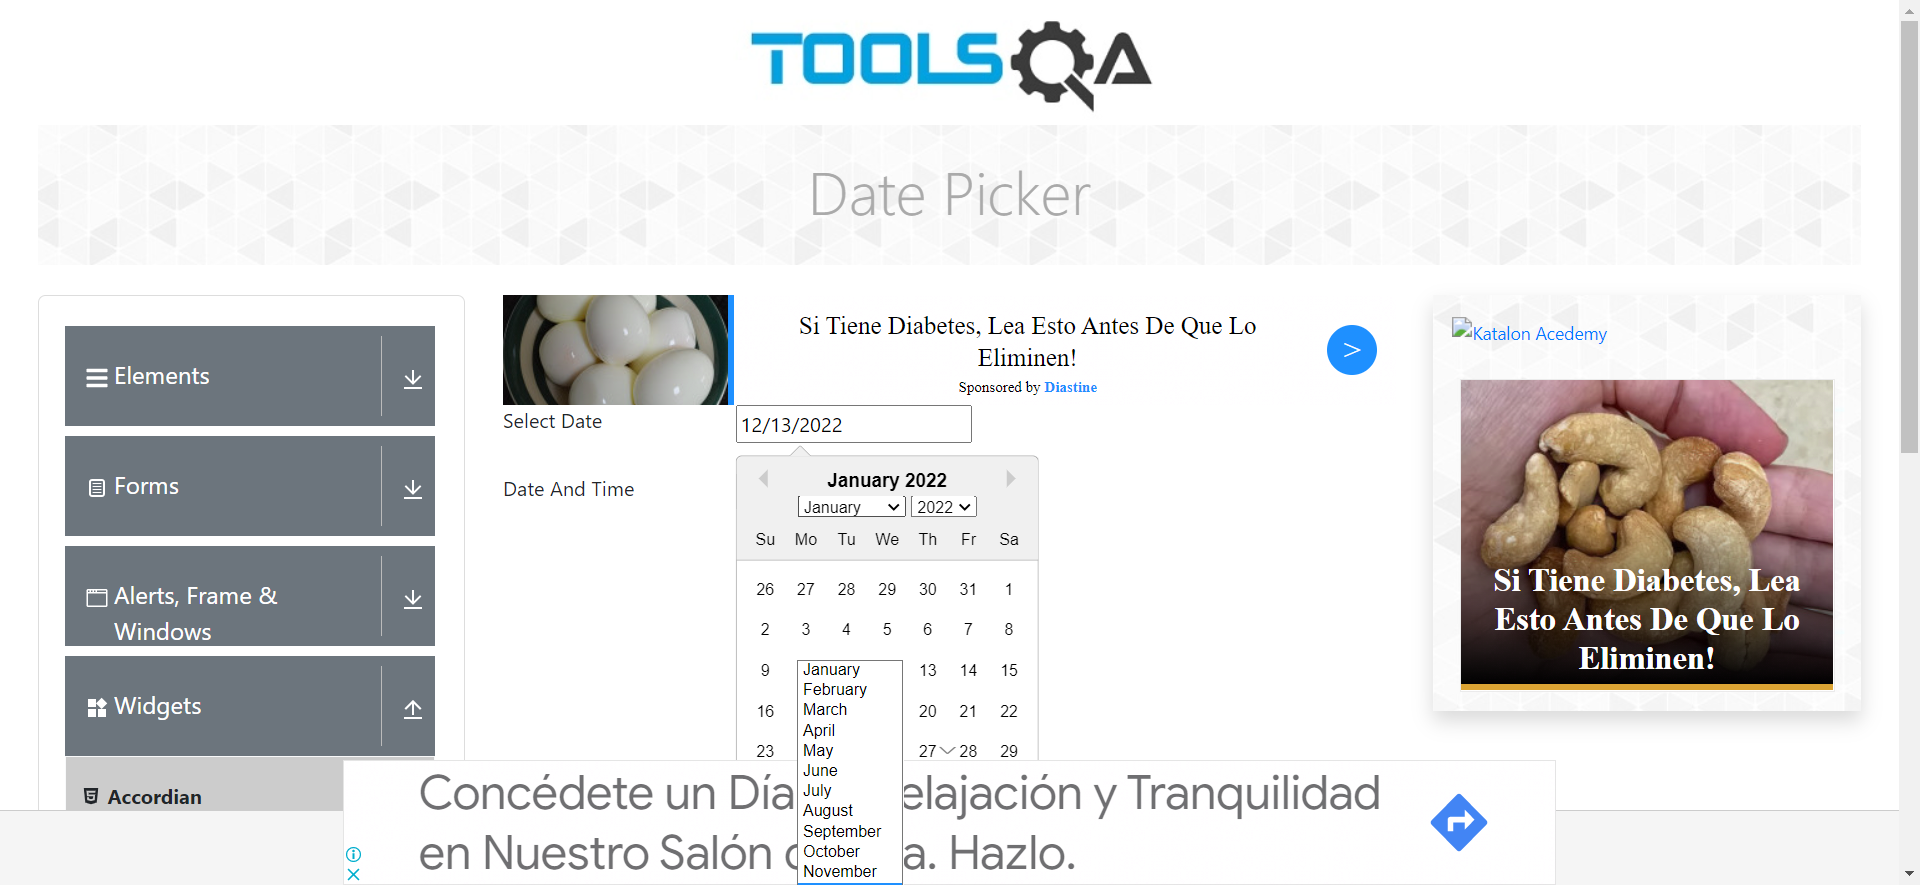 TOOLSQA
Date Picker
Elements
Forms
Alerts, Frame &
Windows
Widgets
Accordian
Si Tiene Diabetes, Lea Esto Antes De Que Lo
Eliminen!
Sponsored by Diastine
>
Select Date
12/13/2022
Date And Time
January 2022
January 2022
Su Mo Tu We Th Fr Sa
26 27 28 29 30 31 1
2 3 4 5 6 7 8
9 13 14 15
16 20 21 22
23 27 28 29
January
February
March
April
May
June
July
August
September
October
November
Katalon Acedemy
Si Tiene Diabetes, Lea
Esto Antes De Que Lo
Eliminen!
Concédete un Día elajación y Tranquilidad
en Nuestro Salón a. Hazlo.